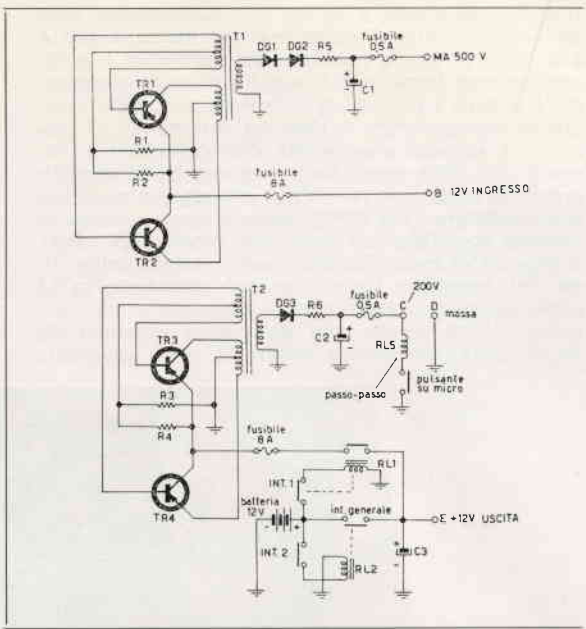 T1
DG1 DG2 R5
fusibile
0,5 A
MA 500 V
+
C1
TR1
R1
R2
fusibile
8A
B 12V INGRESSO
TR2
T2
DG3 R6
fusibile
0,5A
200V
C D
massa
+
C2
-
RL5
TR3
passo-passo
pulsante
su micro
R3
R4
fusibile
8A
RL1
INT.1
TR4
batteria
12V
- +
int.generale
E +12V USCITA
+
C3
-
INT.2
RL2